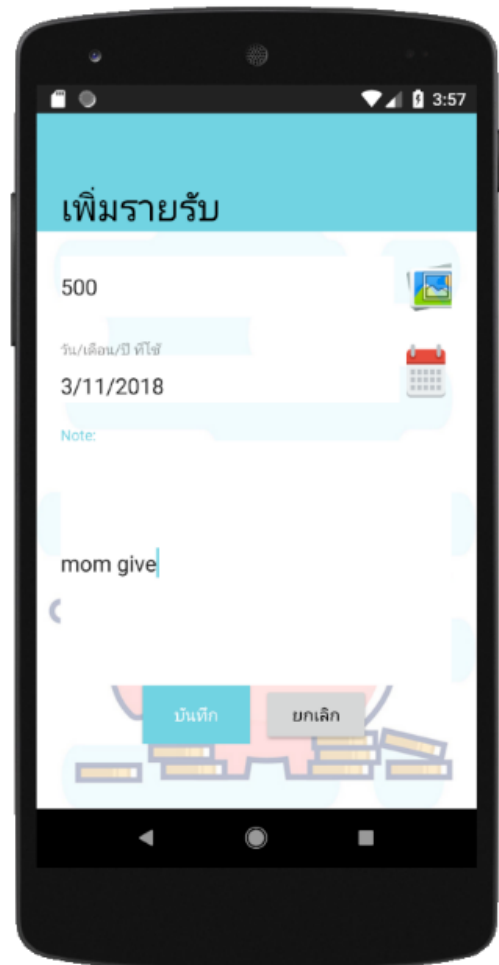 3:57
เพิ่มรายรับ
500
วัน/เดือน/ปี ที่ใช้
3/11/2018
Note:
mom give
บันทึก
ยกเลิก